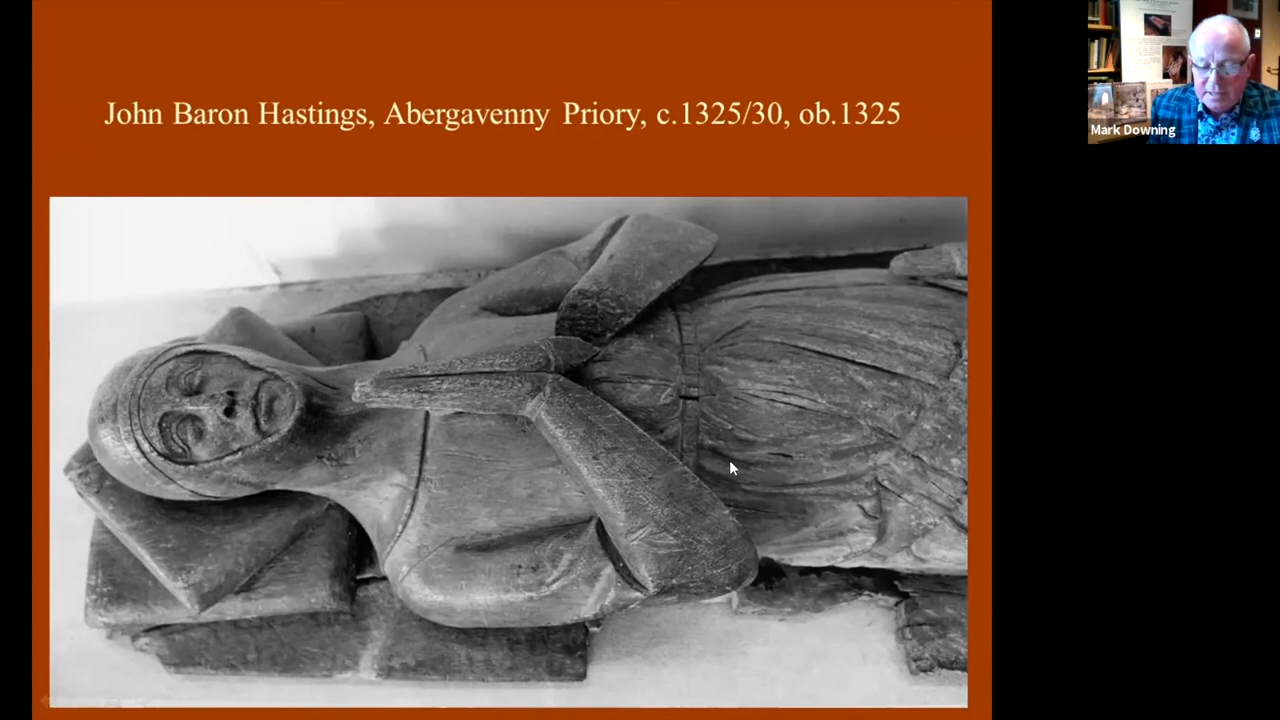 John Baron Hastings, Abergavenny Priory, c.1325/30, ob.1325
Mark Downing